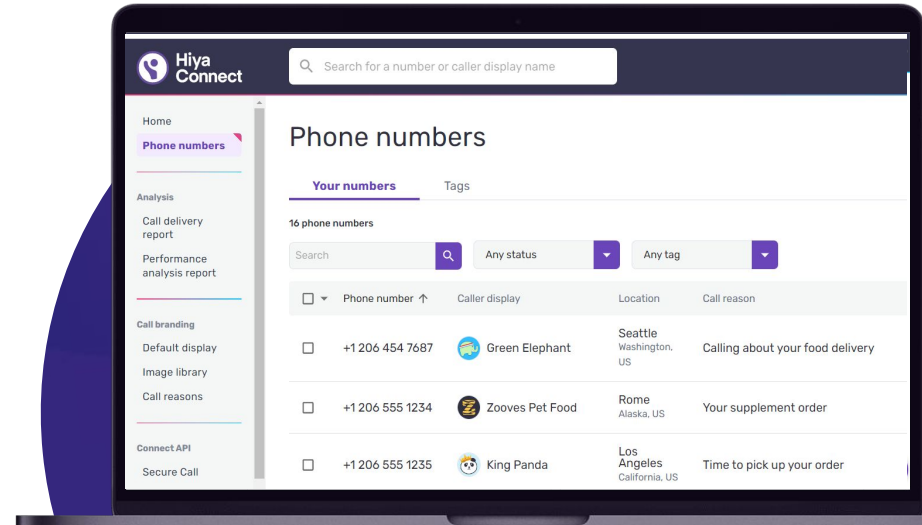 Hiya
Connect
Search for a number or caller display name
Home
Phone numbers
Analysis
Call delivery
report
Performance
analysis report
Call branding
Default display
Image library
Call reasons
Connect API
Secure Call
Phone numbers
Your numbers Tags
16 phone numbers
Search Any status Any tag
Phone number ↑ Caller display Location Call reason
+1 206 454 7687 Green Elephant Seattle
Washington,
US Calling about your food delivery
+1 206 555 1234 Zooves Pet Food Rome
Alaska, US Your supplement order
+1 206 555 1235 King Panda Los
Angeles
California, US Time to pick up your order